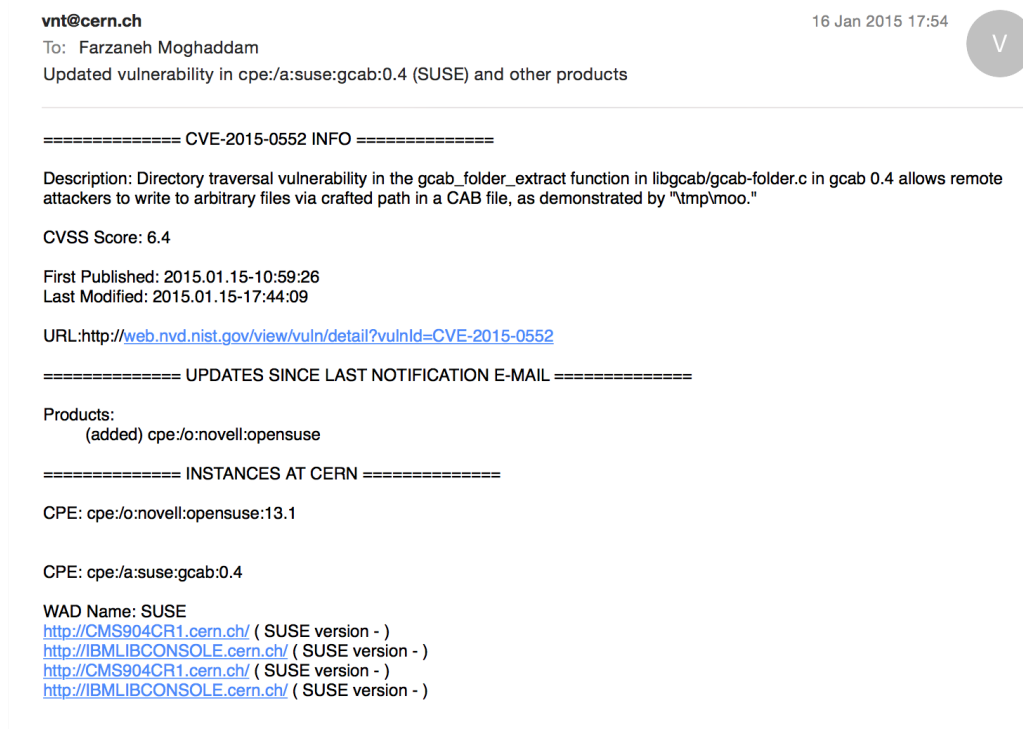 vnt@cern.ch
16 Jan 2015 17:54
To: Farzaneh Moghaddam
V
Updated vulnerability in cpe:/a:suse:gcab:0.4 (SUSE) and other products
============== CVE-2015-0552 INFO ==============
Description: Directory traversal vulnerability in the gcab_folder_extract function in libgcab/gcab-folder.c in gcab 0.4 allows remote
attackers to write to arbitrary files via crafted path in a CAB file, as demonstrated by "\tmp\moo."
CVSS Score: 6.4
First Published: 2015.01.15-10:59:26
Last Modified: 2015.01.15-17:44:09
URL:http://web.nvd.nist.gov/view/vuln/detail?vulnId=CVE-2015-0552
============== UPDATES SINCE LAST NOTIFICATION E-MAIL ==============
Products:
(added) cpe:/o:novell:opensuse
============== INSTANCES AT CERN ==============
CPE: cpe:/o:novell:opensuse:13.1
CPE: cpe:/a:suse:gcab:0.4
WAD Name: SUSE
http://CMS904CR1.cern.ch/ ( SUSE version - )
http://IBMLIBCONSOLE.cern.ch/ ( SUSE version - )
http://CMS904CR1.cern.ch/ ( SUSE version - )
http://IBMLIBCONSOLE.cern.ch/ ( SUSE version - )